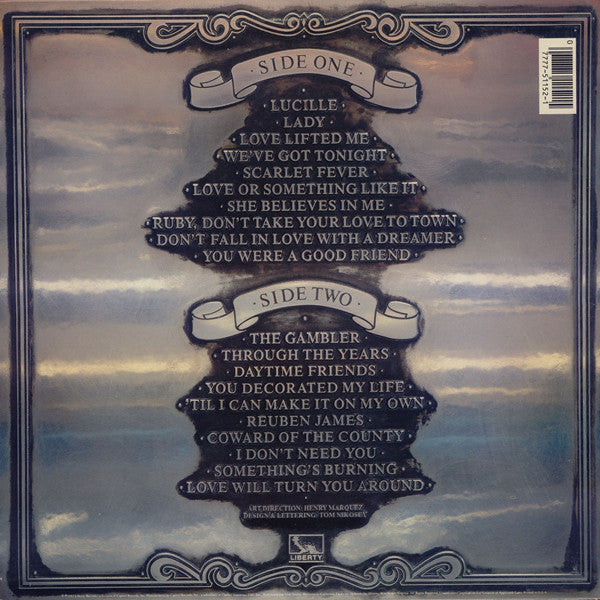 · SIDE ONE ·
· LUCILLE ·
· LADY ·
· LOVE LIFTED ME ·
· WE'VE GOT TONIGHT ·
· SCARLET FEVER ·
· LOVE OR SOMETHING LIKE IT ·
· SHE BELIEVES IN ME ·
· RUBY, DON'T TAKE YOUR LOVE TO TOWN ·
· DON'T FALL IN LOVE WITH A DREAMER ·
· YOU WERE A GOOD FRIEND ·
· SIDE TWO ·
· THE GAMBLER ·
· THROUGH THE YEARS ·
· DAYTIME FRIENDS ·
· YOU DECORATED MY LIFE ·
· 'TIL I CAN MAKE IT ON MY OWN ·
· REUBEN JAMES ·
· COWARD OF THE COUNTY ·
· I DON'T NEED YOU ·
· SOMETHING'S BURNING ·
· LOVE WILL TURN YOU AROUND ·
ART DIRECTION: HENRY MARQUEZ
DESIGN & LETTERING: TOM NIKOSEY
LIBERTY
0 7777-51152-1